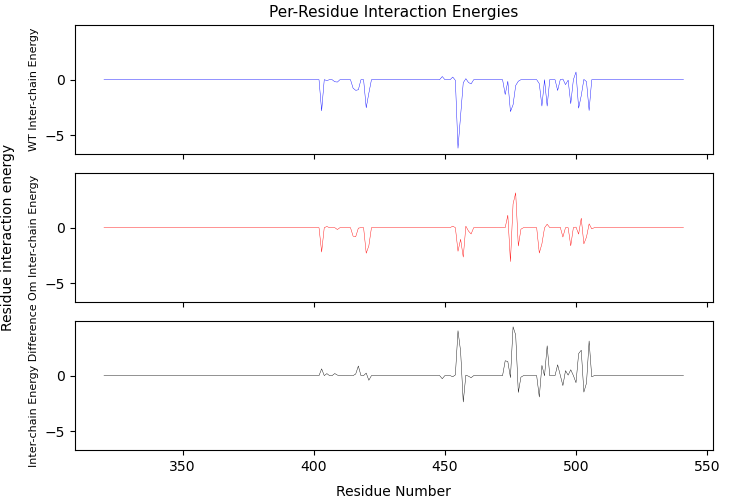 Per-Residue Interaction Energies
Residue interaction energy
WT Inter-chain Energy
0
−5
Om Inter-chain Energy
0
−5
Inter-chain Energy Difference
0
−5
350
400
450
500
550
Residue Number